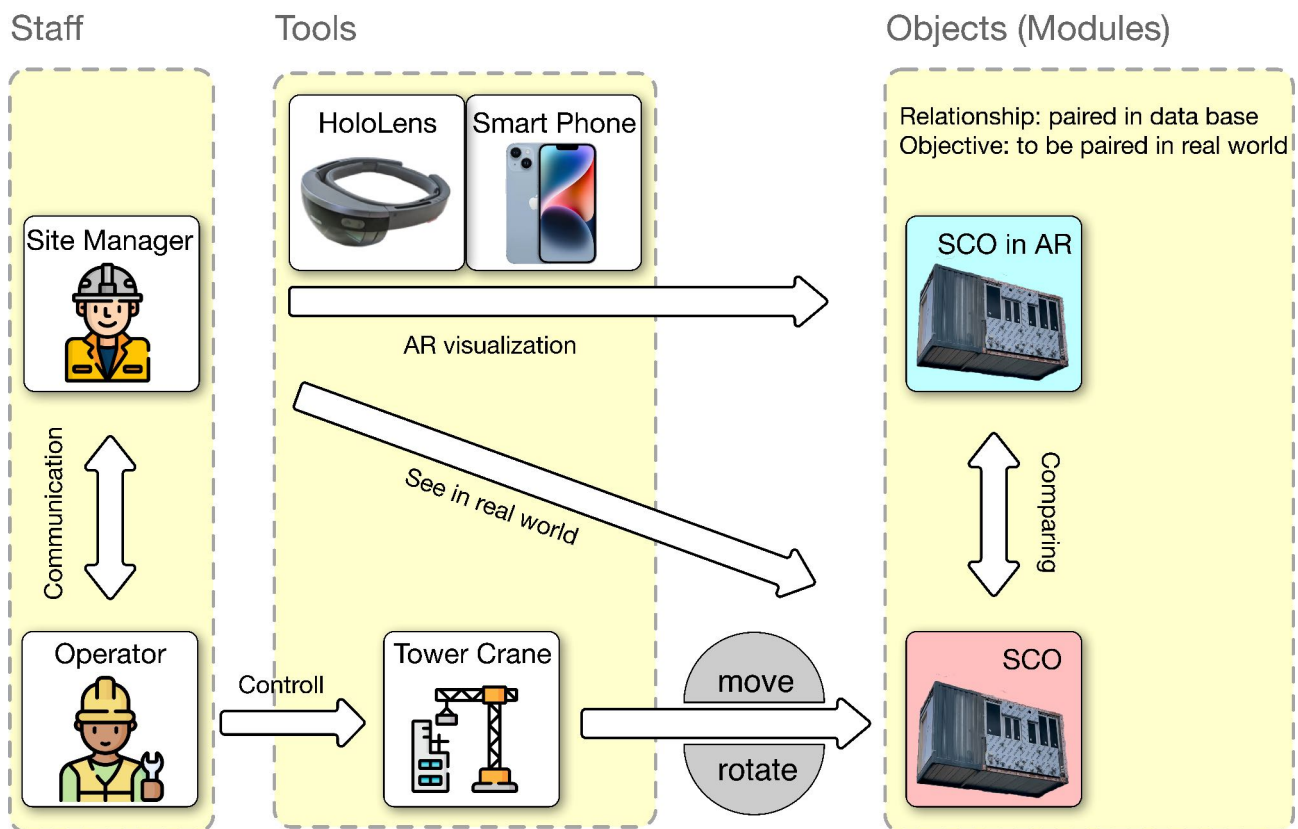 Staff
Tools
Objects (Modules)
HoloLens
Smart Phone
Relationship: paired in data base
Objective: to be paired in real world
Site Manager
SCO in AR
AR visualization
Communication
See in real world
Comparing
Operator
Controll
Tower Crane
move
rotate
SCO